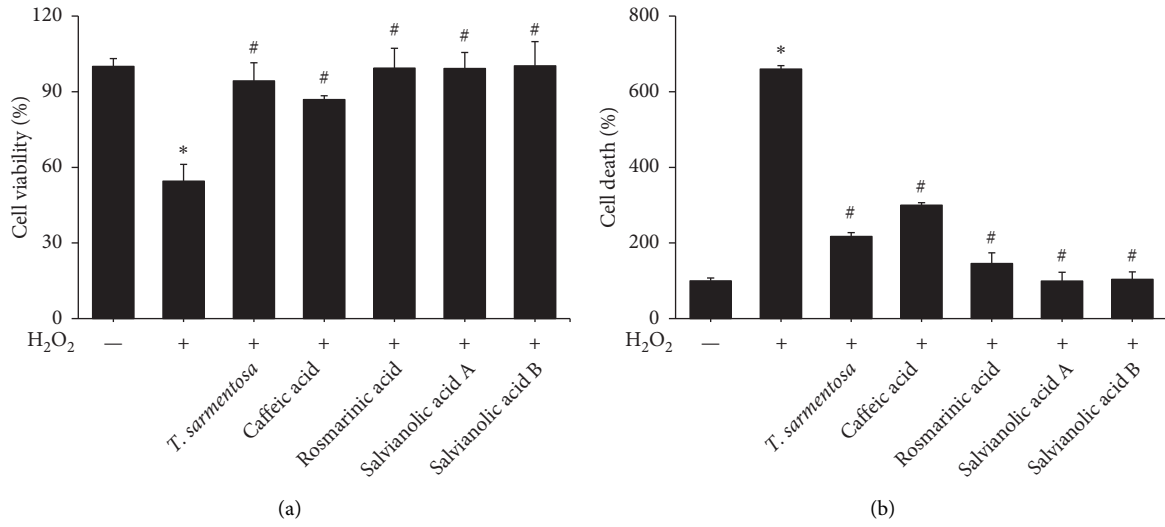 120
90
60
30
0
Cell viability (%)
*
#
#
#
#
#
H₂O₂ — + + + + + +
T. sarmentosa
Caffeic acid
Rosmarinic acid
Salvianolic acid A
Salvianolic acid B
(a)
800
600
400
200
0
Cell death (%)
*
#
#
#
#
#
H₂O₂ — + + + + + +
T. sarmentosa
Caffeic acid
Rosmarinic acid
Salvianolic acid A
Salvianolic acid B
(b)